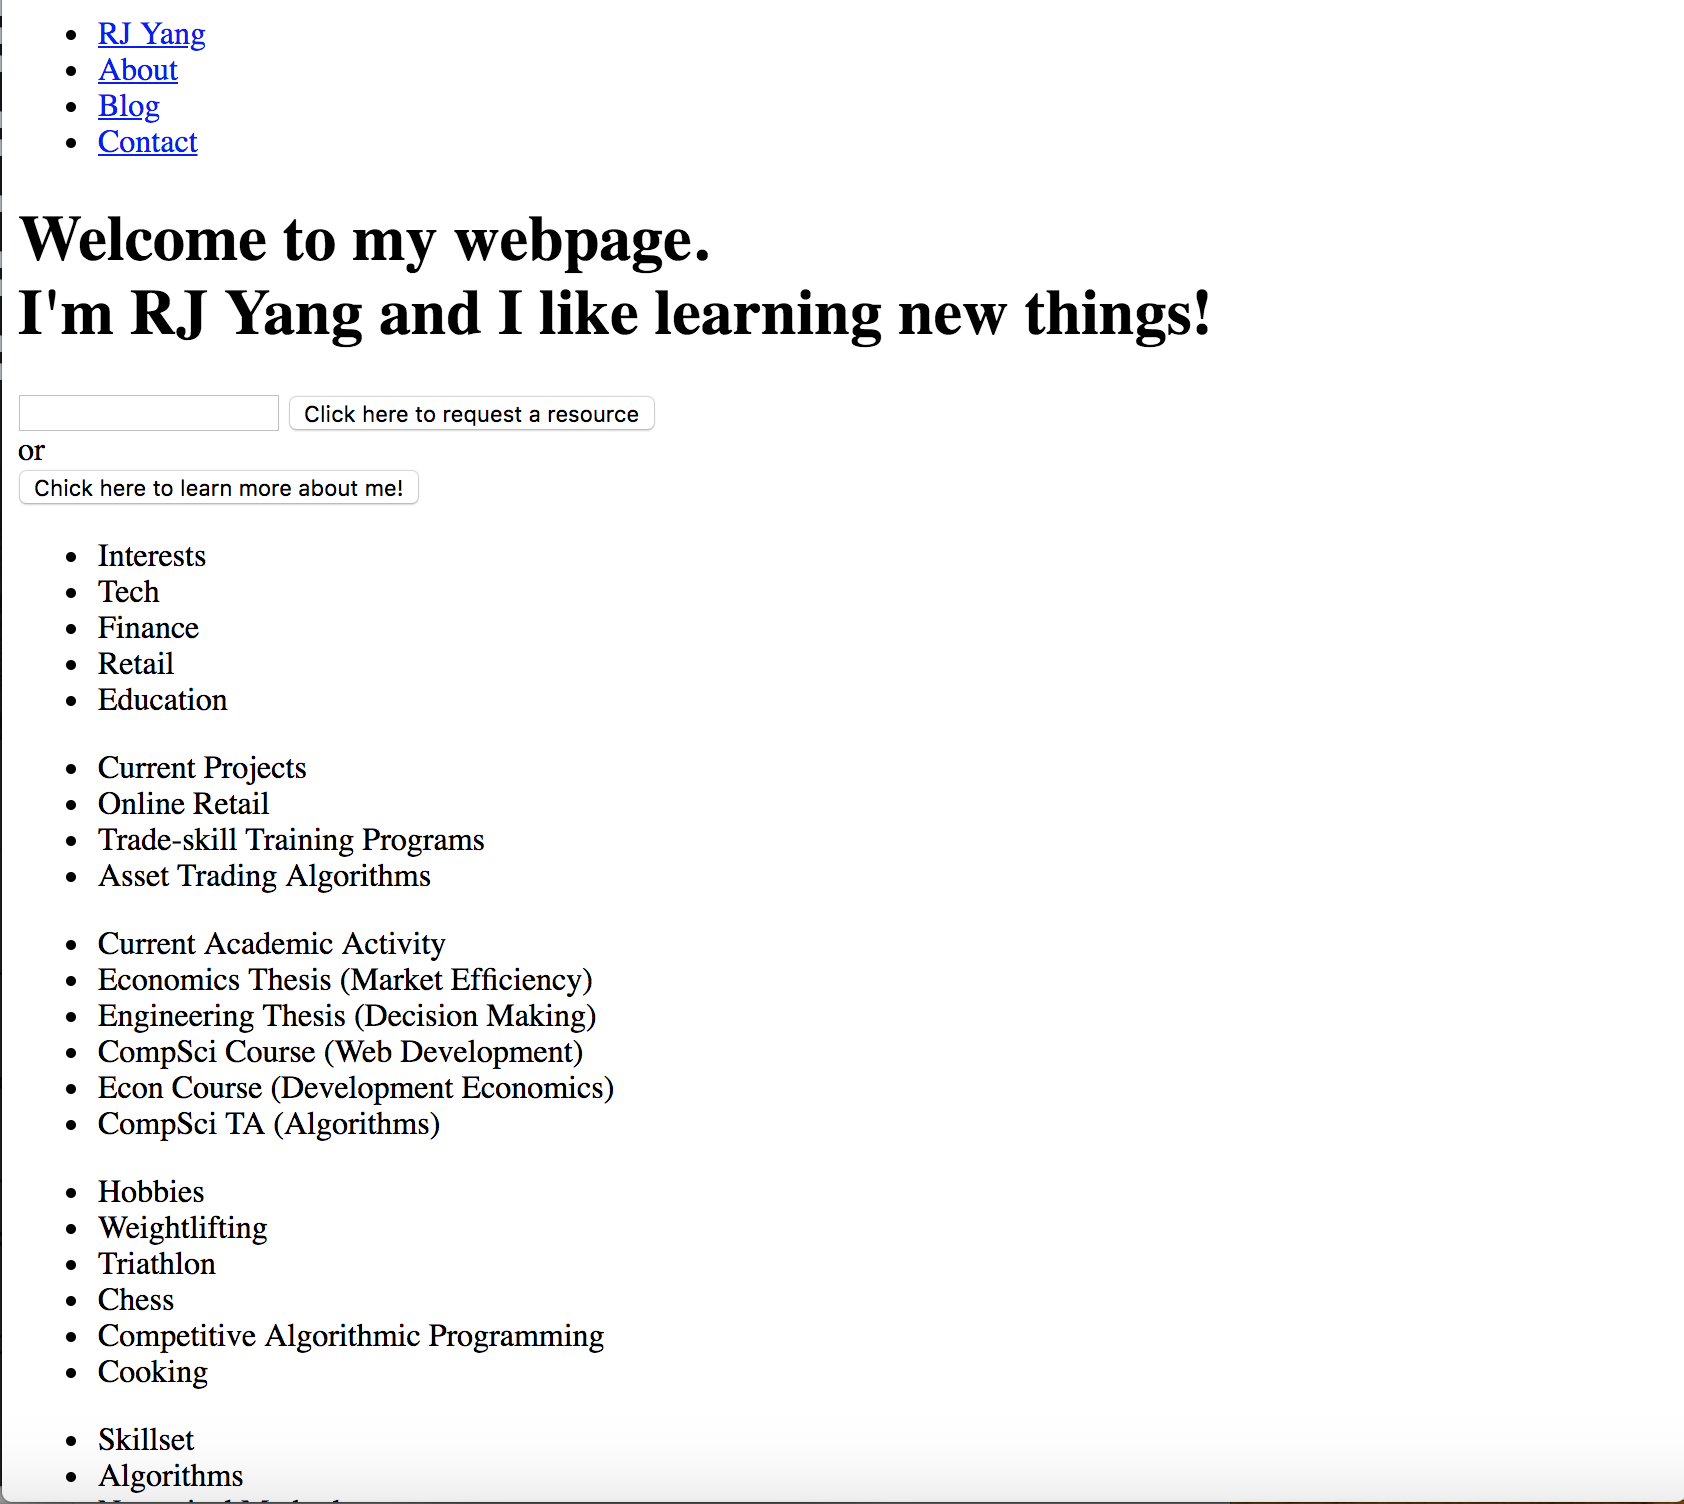 RJ Yang
About
Blog
Contact
Welcome to my webpage.
I'm RJ Yang and I like learning new things!
Click here to request a resource
or
Chick here to learn more about me!
Interests
Tech
Finance
Retail
Education
Current Projects
Online Retail
Trade-skill Training Programs
Asset Trading Algorithms
Current Academic Activity
Economics Thesis (Market Efficiency)
Engineering Thesis (Decision Making)
CompSci Course (Web Development)
Econ Course (Development Economics)
CompSci TA (Algorithms)
Hobbies
Weightlifting
Triathlon
Chess
Competitive Algorithmic Programming
Cooking
Skillset
Algorithms